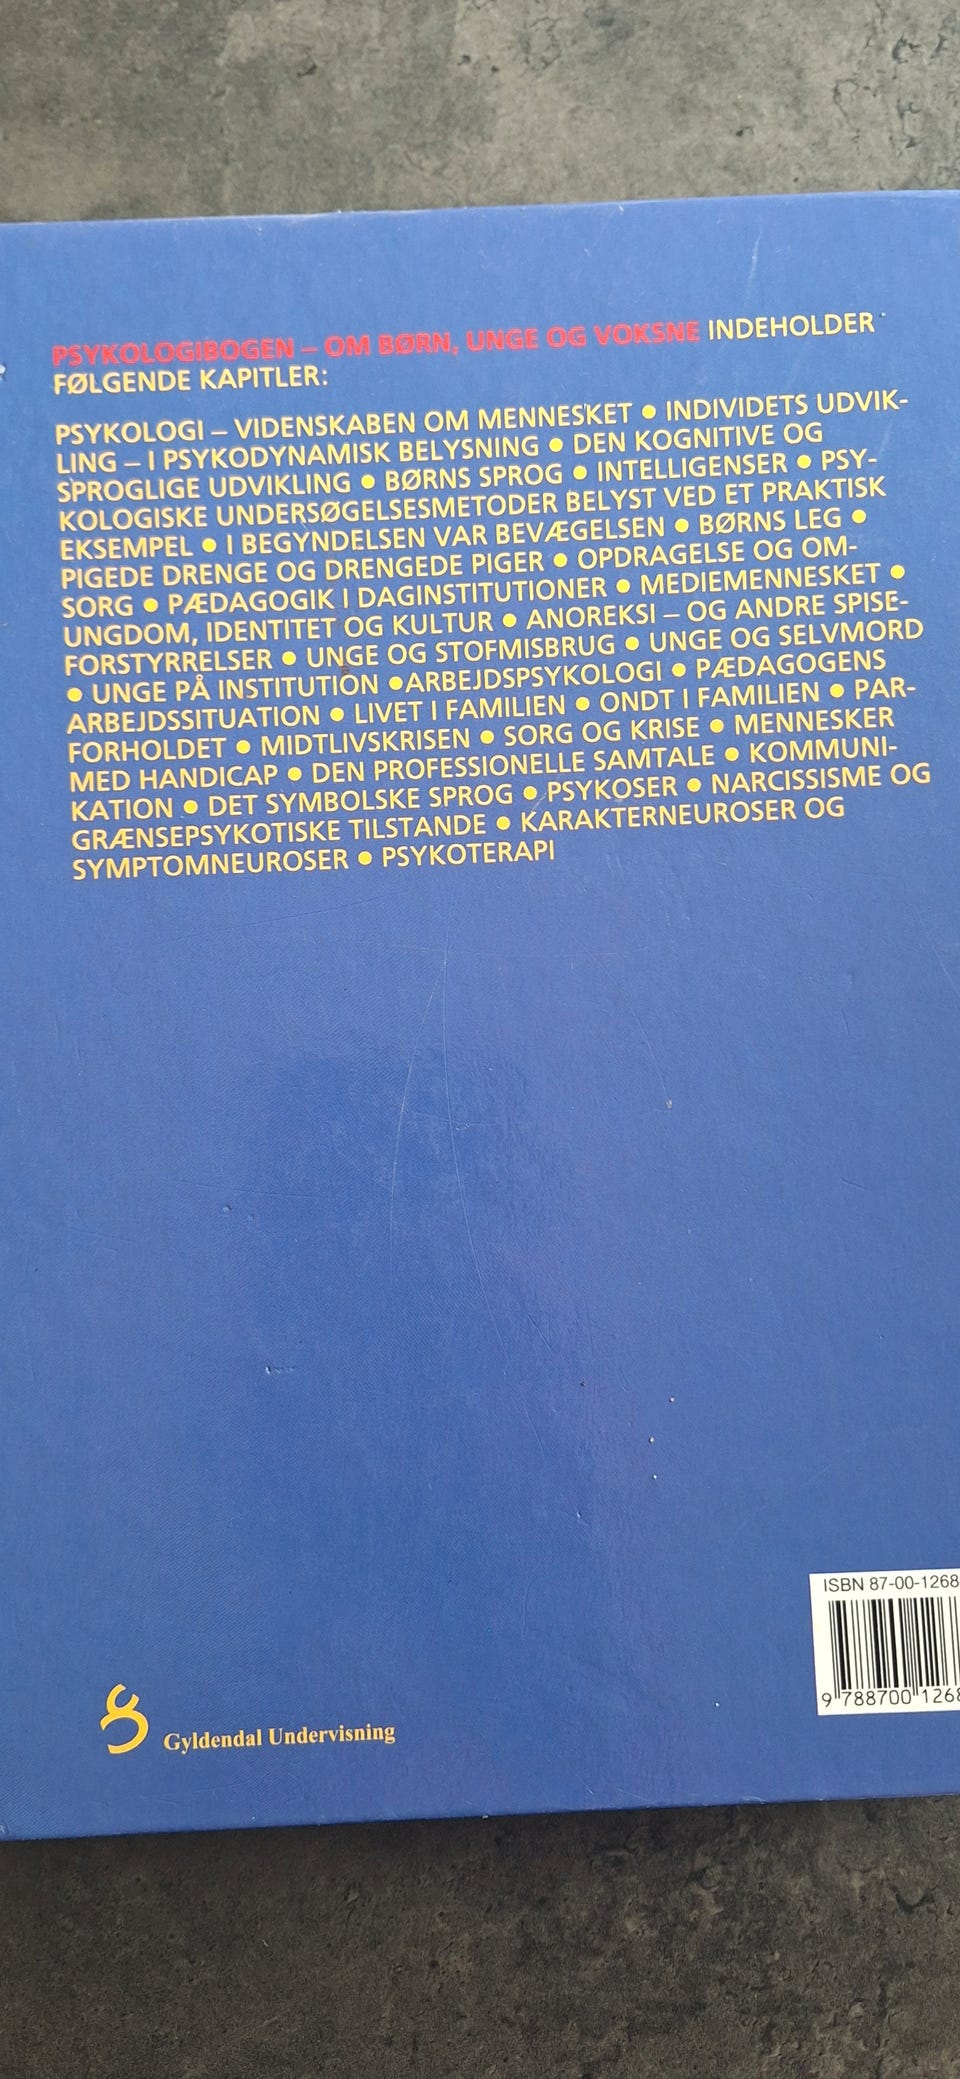 PSYKOLOGIBOGEN – OM BØRN, UNGE OG VOKSNE INDEHOLDER
FØLGENDE KAPITLER:
PSYKOLOGI – VIDENSKABEN OM MENNESKET ● INDIVIDETS UDVIK-
LING – I PSYKODYNAMISK BELYSNING ● DEN KOGNITIVE OG
SPROGLIGE UDVIKLING ● BØRNS SPROG ● INTELLIGENSER ● PSY-
KOLOGISKE UNDERSØGELSESMETODER BELYST VED ET PRAKTISK
EKSEMPEL ● I BEGYNDELSEN VAR BEVÆGELSEN ● BØRNS LEG ●
PIGEDE DRENGE OG DRENGEDE PIGER ● OPDRAGELSE OG OM-
SORG ● PÆDAGOGIK I DAGINSTITUTIONER ● MEDIEMENNESKET ●
UNGDOM, IDENTITET OG KULTUR ● ANOREKSI – OG ANDRE SPISE-
FORSTYRRELSER ● UNGE OG STOFMISBRUG ● UNGE OG SELVMORD
● UNGE PÅ INSTITUTION ●ARBEJDSPSYKOLOGI ● PÆDAGOGENS
ARBEJDSSITUATION ● LIVET I FAMILIEN ● ONDT I FAMILIEN ● PAR-
FORHOLDET ● MIDTLIVSKRISEN ● SORG OG KRISE ● MENNESKER
MED HANDICAP ● DEN PROFESSIONELLE SAMTALE ● KOMMUNI-
KATION ● DET SYMBOLSKE SPROG ● PSYKOSER ● NARCISSISME OG
GRÆNSEPSYKOTISKE TILSTANDE ● KARAKTERNEUROSER OG
SYMPTOMNEUROSER ● PSYKOTERAPI
ISBN 87-00-1268
9 788700 1268
Gyldendal Undervisning